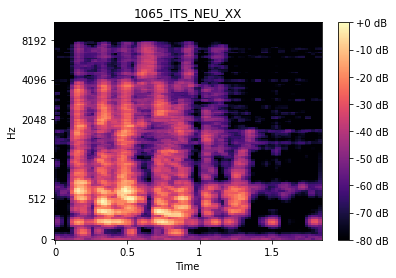 1065_ITS_NEU_XX
8192
4096
2048
1024
512
0
Hz
0
0.5
1
1.5
Time
+0 dB
-10 dB
-20 dB
-30 dB
-40 dB
-50 dB
-60 dB
-70 dB
-80 dB